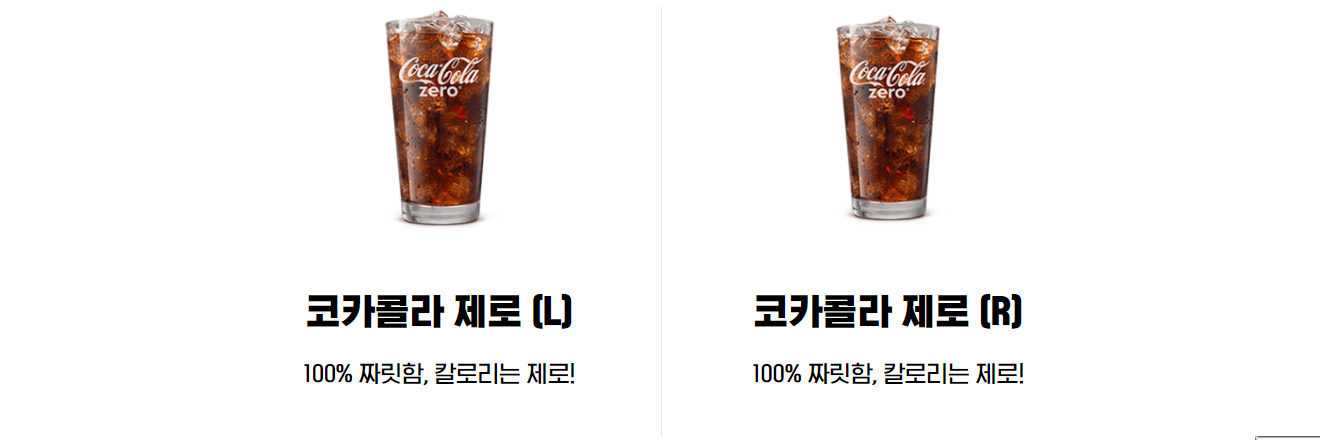 Coca-Cola
zero
코카콜라 제로 (L)
100% 짜릿함, 칼로리는 제로!
Coca-Cola
zero
코카콜라 제로 (R)
100% 짜릿함, 칼로리는 제로!